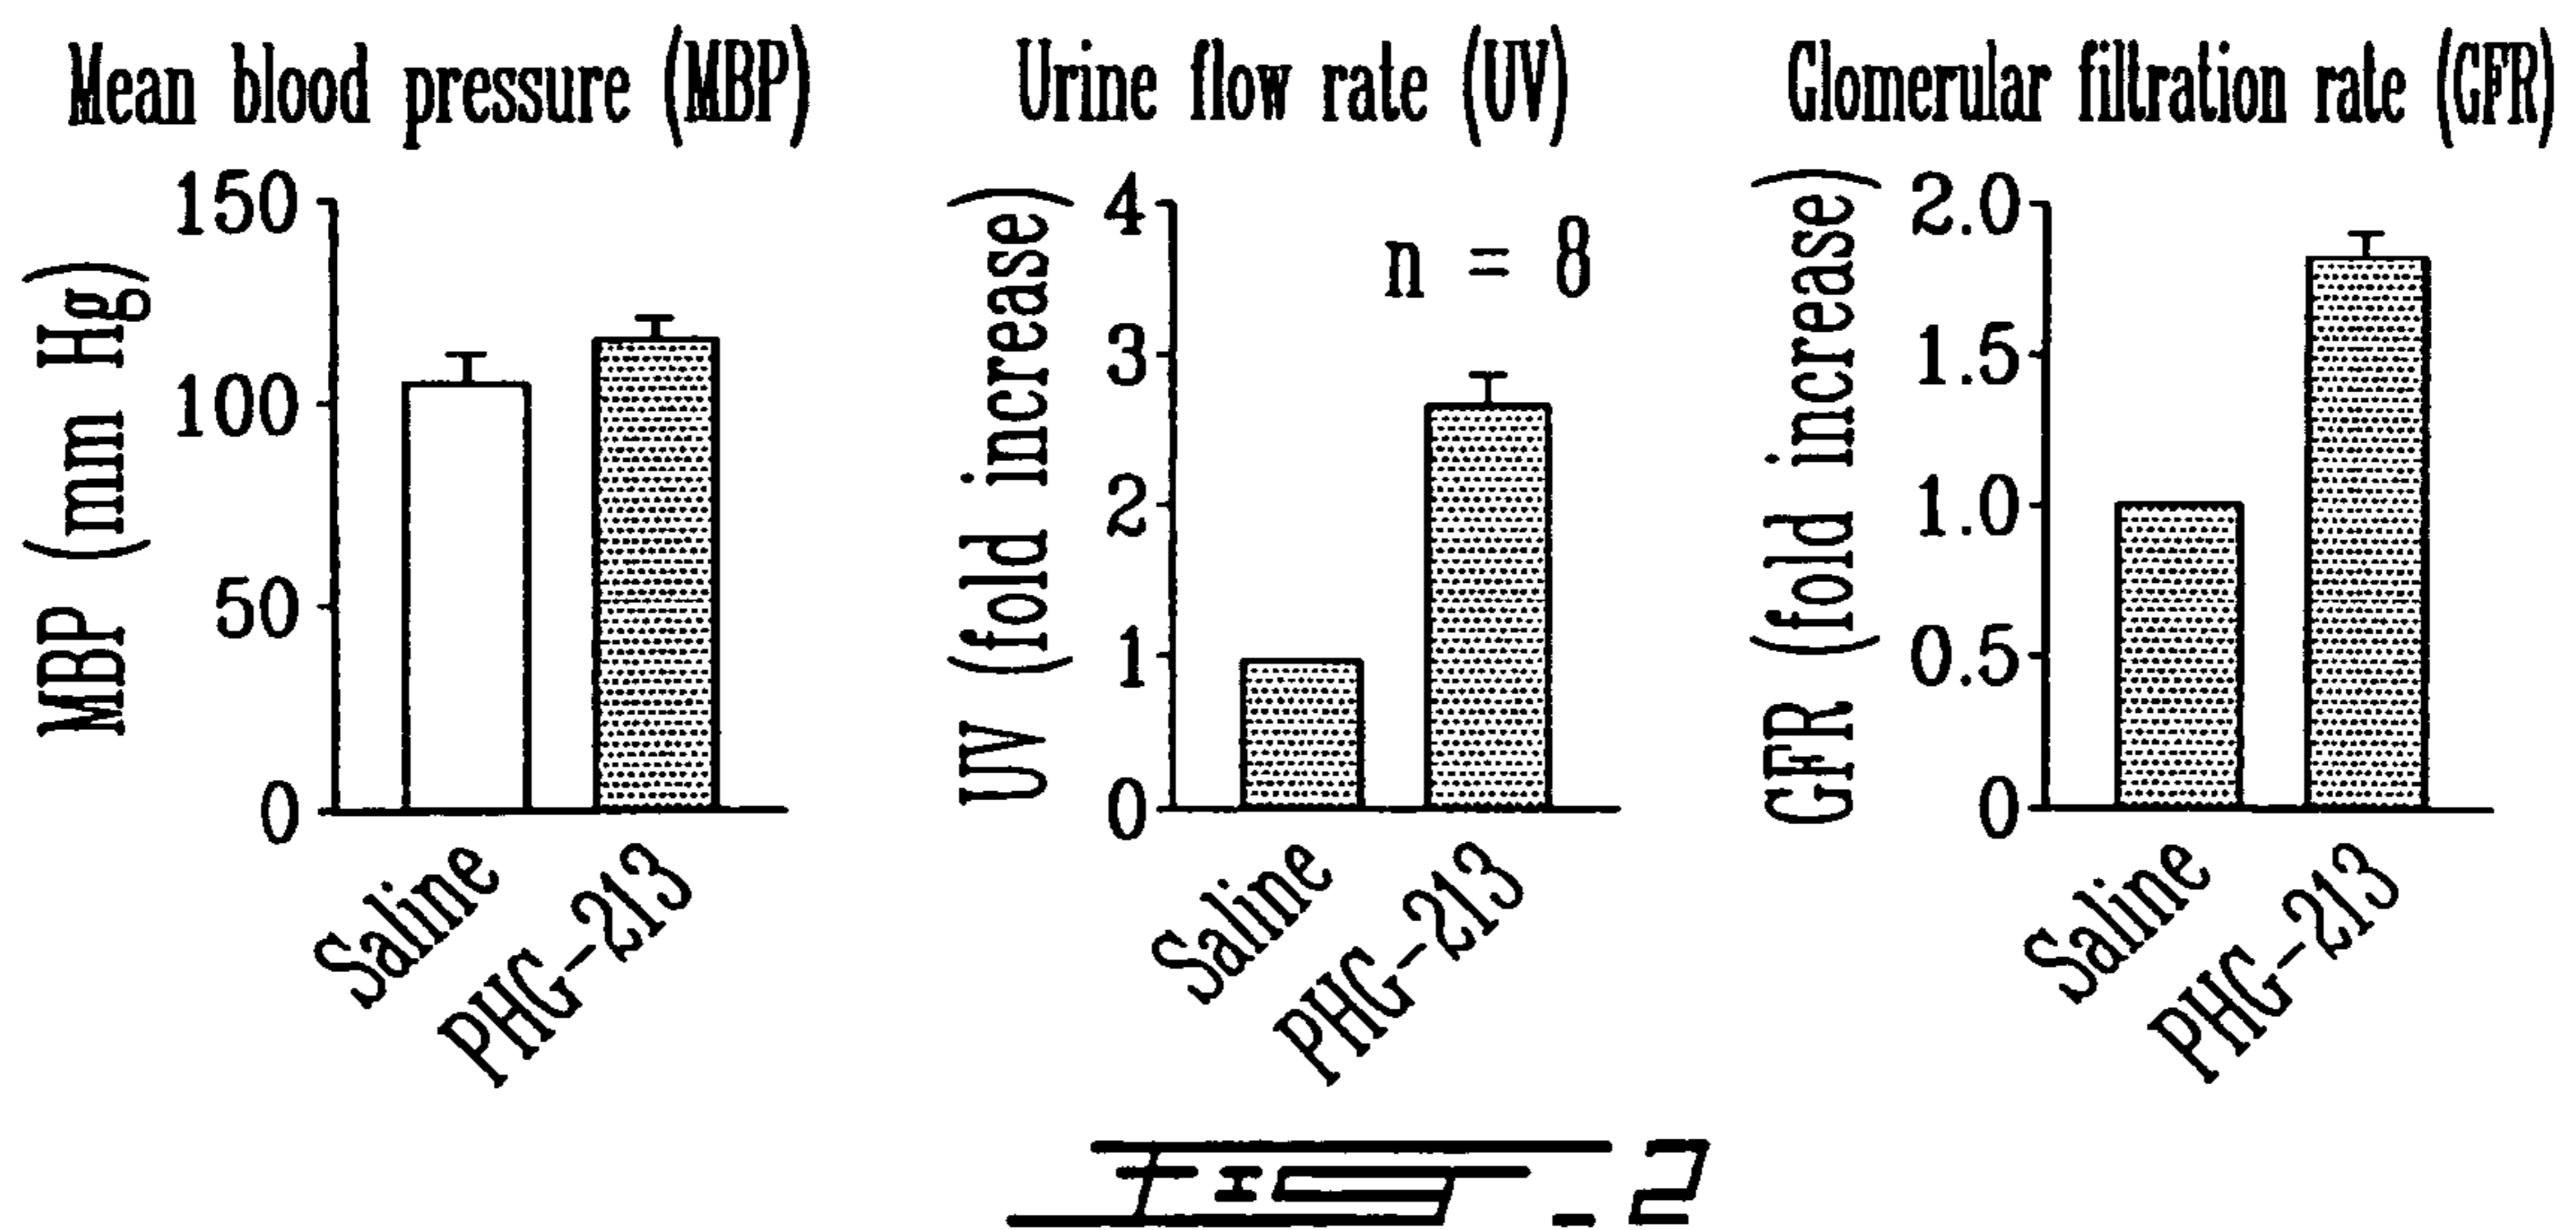 Mean blood pressure (MBP)
MBP (mm Hg)
150
100
50
0
Saline
PHG-213
Urine flow rate (UV)
UV (fold increase)
4
3
2
1
0
n = 8
Saline
PHG-213
Glomerular filtration rate (GFR)
GFR (fold increase)
2.0
1.5
1.0
0.5
0
Saline
PHG-213
FIG_2